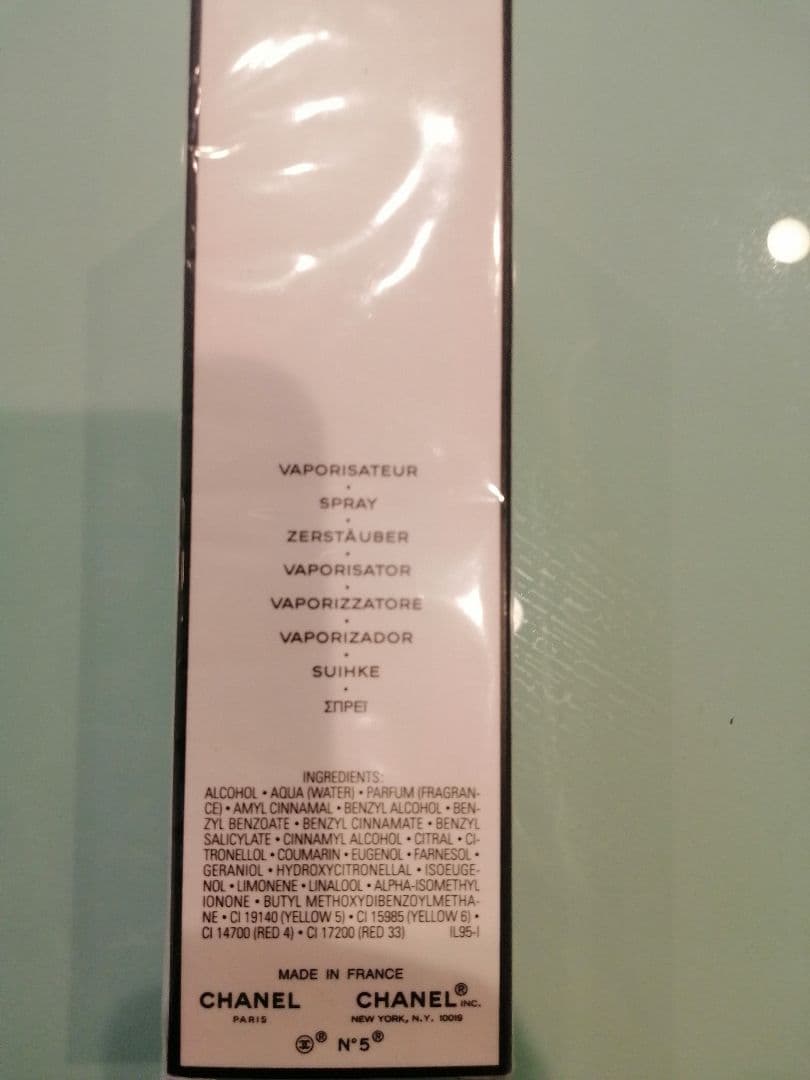 VAPORISATEUR
•
SPRAY
•
ZERSTÄUBER
•
VAPORISATOR
•
VAPORIZZATORE
•
VAPORIZADOR
•
SUIHKE
•
ΣΠΡΕΪ
INGREDIENTS:
ALCOHOL • AQUA (WATER) • PARFUM (FRAGRAN-
CE) • AMYL CINNAMAL • BENZYL ALCOHOL • BEN-
ZYL BENZOATE • BENZYL CINNAMATE • BENZYL
SALICYLATE • CINNAMYL ALCOHOL • CITRAL • CI-
TRONELLOL • COUMARIN • EUGENOL • FARNESOL •
GERANIOL • HYDROXYCITRONELLAL • ISOEUGE-
NOL • LIMONENE • LINALOOL • ALPHA-ISOMETHYL
IONONE • BUTYL METHOXYDIBENZOYLMETHA-
NE • CI 19140 (YELLOW 5) • CI 15985 (YELLOW 6) •
CI 14700 (RED 4) • CI 17200 (RED 33) IL95-I
MADE IN FRANCE
CHANEL CHANEL® INC.
PARIS NEW YORK, N.Y. 10019
® N°5®